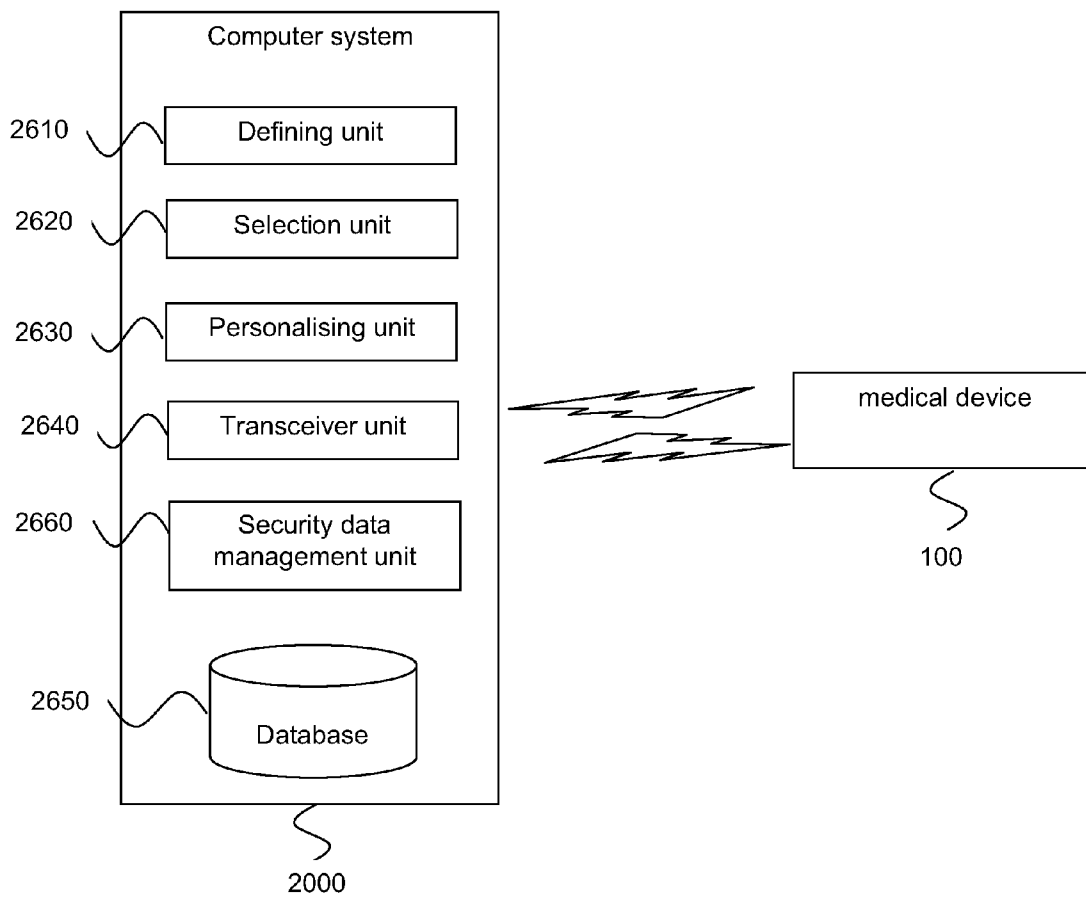 Computer system
2610
Defining unit
2620
Selection unit
2630
Personalising unit
2640
Transceiver unit
2660
Security data
management unit
2650
Database
2000
medical device
100